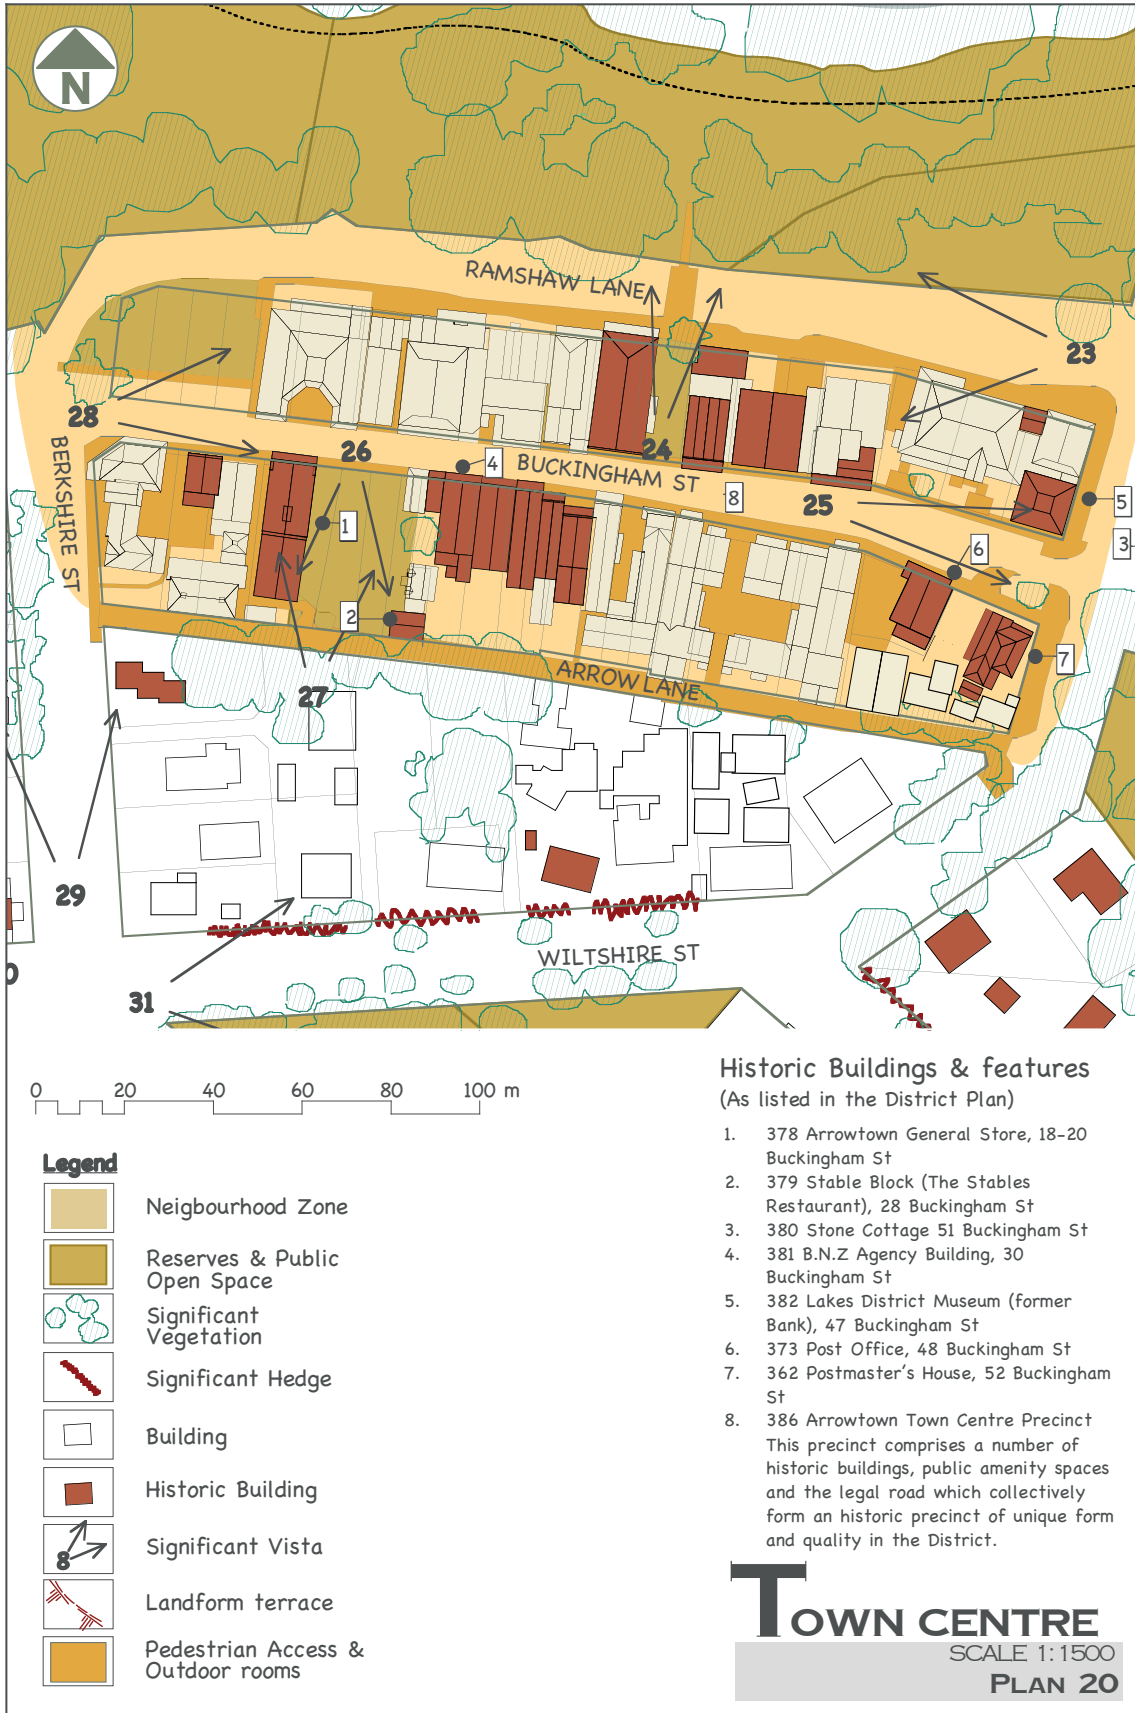 N
RAMSHAW LANE
23
28
BERKSHIRE ST
26
4
BUCKINGHAM ST
24
8
25
5
1
3
6
2
7
27
ARROW LANE
29
WILTSHIRE ST
0
31
0 20 40 60 80 100 m
Legend
Neigbourhood Zone
Reserves & Public
Open Space
Significant
Vegetation
Significant Hedge
Building
Historic Building
8
Significant Vista
Landform terrace
Pedestrian Access &
Outdoor rooms
Historic Buildings & features
(As listed in the District Plan)
1. 378 Arrowtown General Store, 18-20
Buckingham St
2. 379 Stable Block (The Stables
Restaurant), 28 Buckingham St
3. 380 Stone Cottage 51 Buckingham St
4. 381 B.N.Z Agency Building, 30
Buckingham St
5. 382 Lakes District Museum (former
Bank), 47 Buckingham St
6. 373 Post Office, 48 Buckingham St
7. 362 Postmaster's House, 52 Buckingham
St
8. 386 Arrowtown Town Centre Precinct
This precinct comprises a number of
historic buildings, public amenity spaces
and the legal road which collectively
form an historic precinct of unique form
and quality in the District.
TOWN CENTRE
SCALE 1:1500
PLAN 20